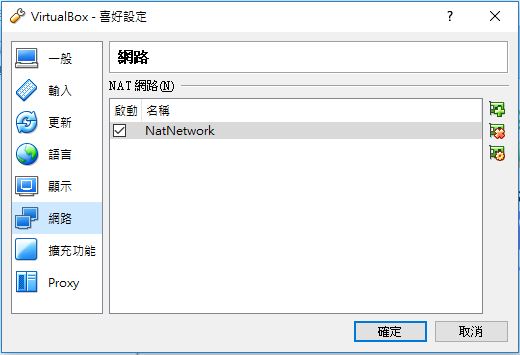 VirtualBox - 喜好設定
一般
輸入
更新
語言
顯示
網路
擴充功能
Proxy
網路
NAT 網路(N)
啟動 名稱
NatNetwork
確定 取消